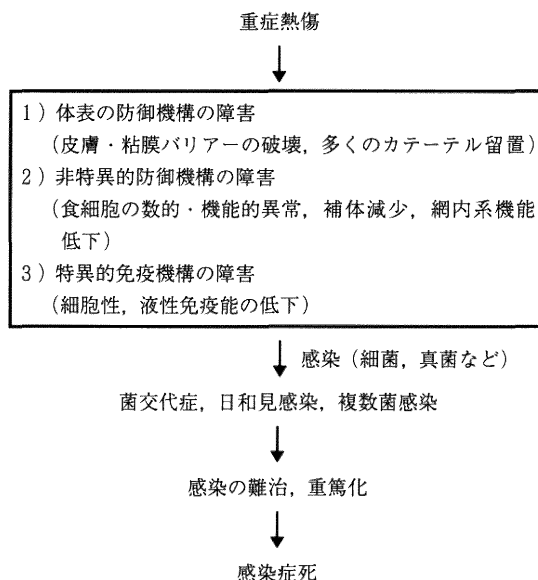 重症熱傷
1）体表の防御機構の障害
（皮膚・粘膜バリアーの破壊，多くのカテーテル留置）
2）非特異的防御機構の障害
（食細胞の数的・機能的異常，補体減少，網内系機能
低下）
3）特異的免疫機構の障害
（細胞性，液性免疫能の低下）
感染（細菌，真菌など）
菌交代症，日和見感染，複数菌感染
感染の難治，重篤化
感染症死